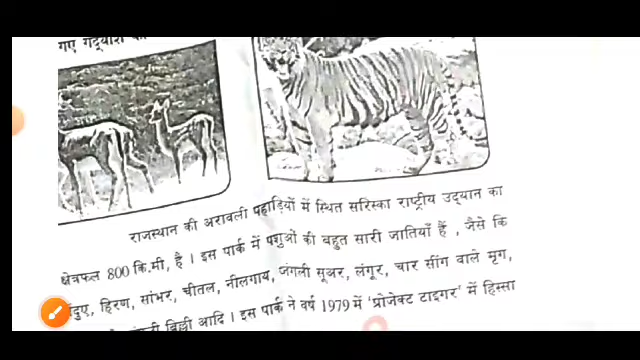 गए गद्यांश
राजस्थान की अरावली पहाड़ियों में स्थित सरिस्का राष्ट्रीय उद्यान का
क्षेत्रफल 800 कि.मी, है । इस पार्क में पशुओं की बहुत सारी जातियाँ हैं , जैसे कि
हिरण, सांभर, चीतल, नीलगाय, जंगली सूअर, लंगूर, चार सींग वाले मृग,
बिल्ली आदि । इस पार्क ने वर्ष 1979 में 'प्रोजेक्ट टाइगर' में हिस्सा